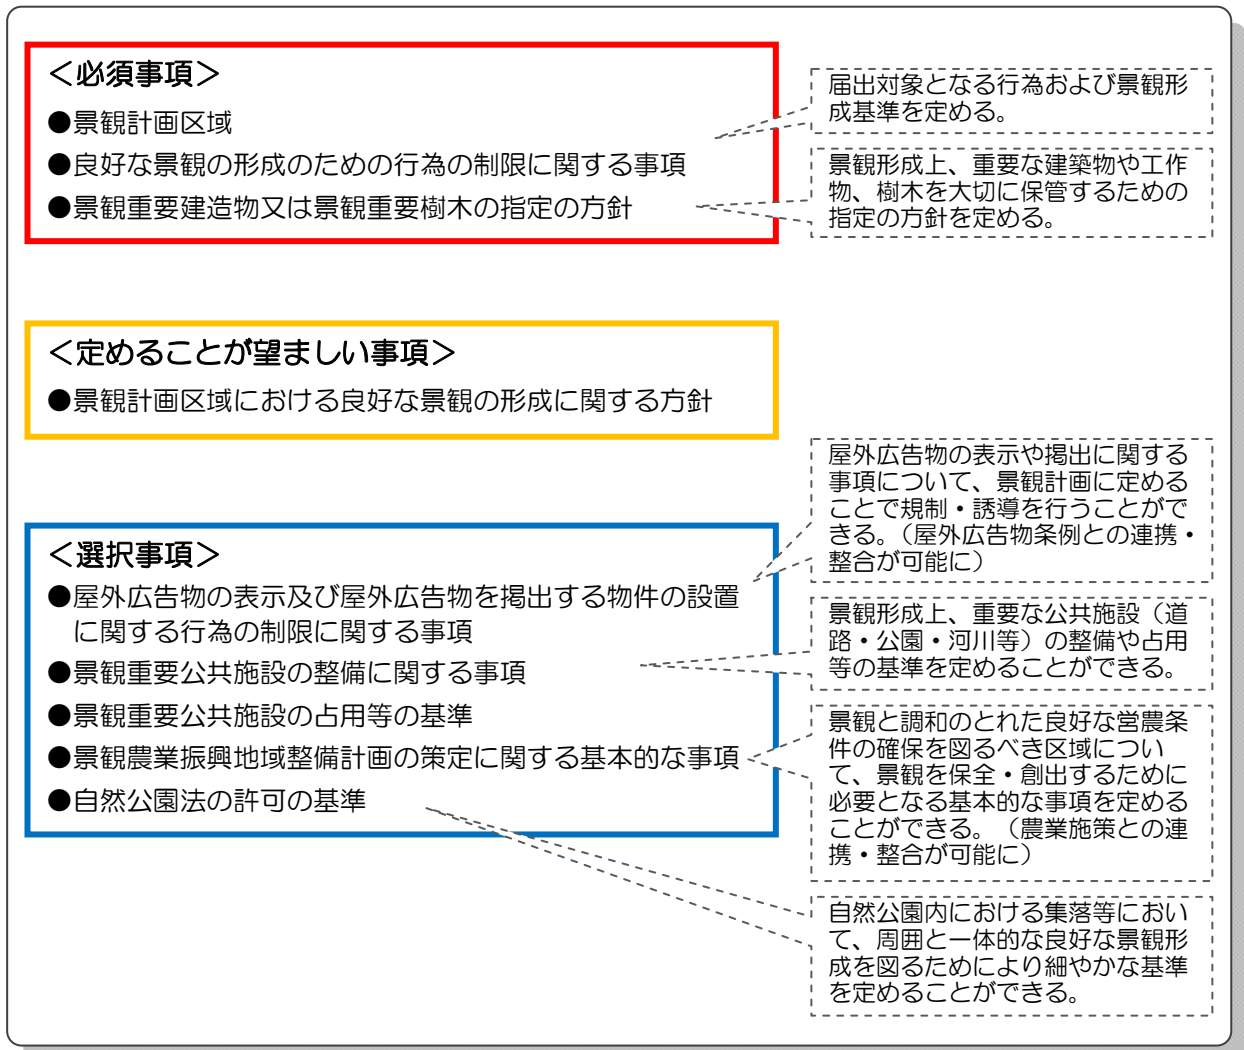 ＜必須事項＞
●景観計画区域
●良好な景観の形成のための行為の制限に関する事項
●景観重要建造物又は景観重要樹木の指定の方針
届出対象となる行為および景観形
成基準を定める。
景観形成上、重要な建築物や工作
物、樹木を大切に保管するための
指定の方針を定める。
＜定めることが望ましい事項＞
●景観計画区域における良好な景観の形成に関する方針
＜選択事項＞
●屋外広告物の表示及び屋外広告物を掲出する物件の設置
に関する行為の制限に関する事項
●景観重要公共施設の整備に関する事項
●景観重要公共施設の占用等の基準
●景観農業振興地域整備計画の策定に関する基本的な事項
●自然公園法の許可の基準
屋外広告物の表示や掲出に関する
事項について、景観計画に定める
ことで規制・誘導を行うことがで
きる。（屋外広告物条例との連携・
整合が可能に）
景観形成上、重要な公共施設（道
路・公園・河川等）の整備や占用
等の基準を定めることができる。
景観と調和のとれた良好な営農条
件の確保を図るべき区域につい
て、景観を保全・創出するために
必要となる基本的な事項を定める
ことができる。（農業施策との連
携・整合が可能に）
自然公園内における集落等におい
て、周囲と一体的な良好な景観形
成を図るためにより細やかな基準
を定めることができる。